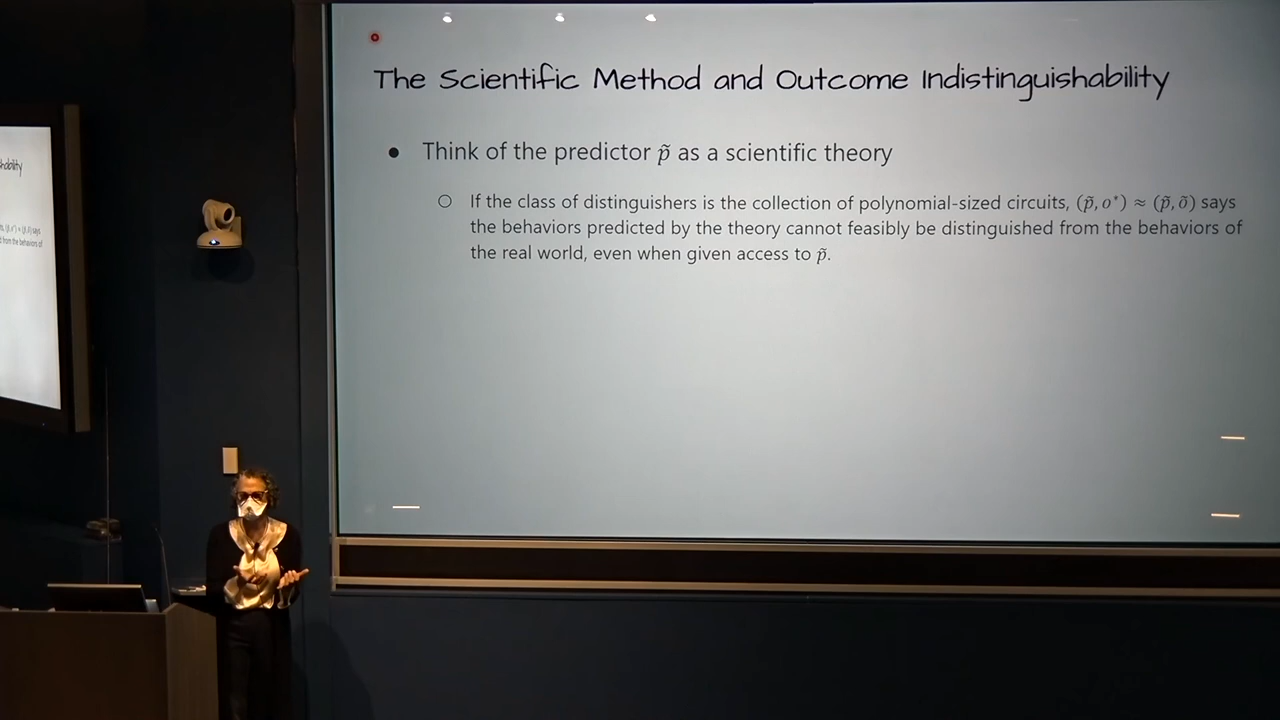 The Scientific Method and Outcome Indistinguishability
● Think of the predictor p̃ as a scientific theory
○ If the class of distinguishers is the collection of polynomial-sized circuits, (p̃, o*) ≈ (p̃, õ) says
the behaviors predicted by the theory cannot feasibly be distinguished from the behaviors of
the real world, even when given access to p̃.